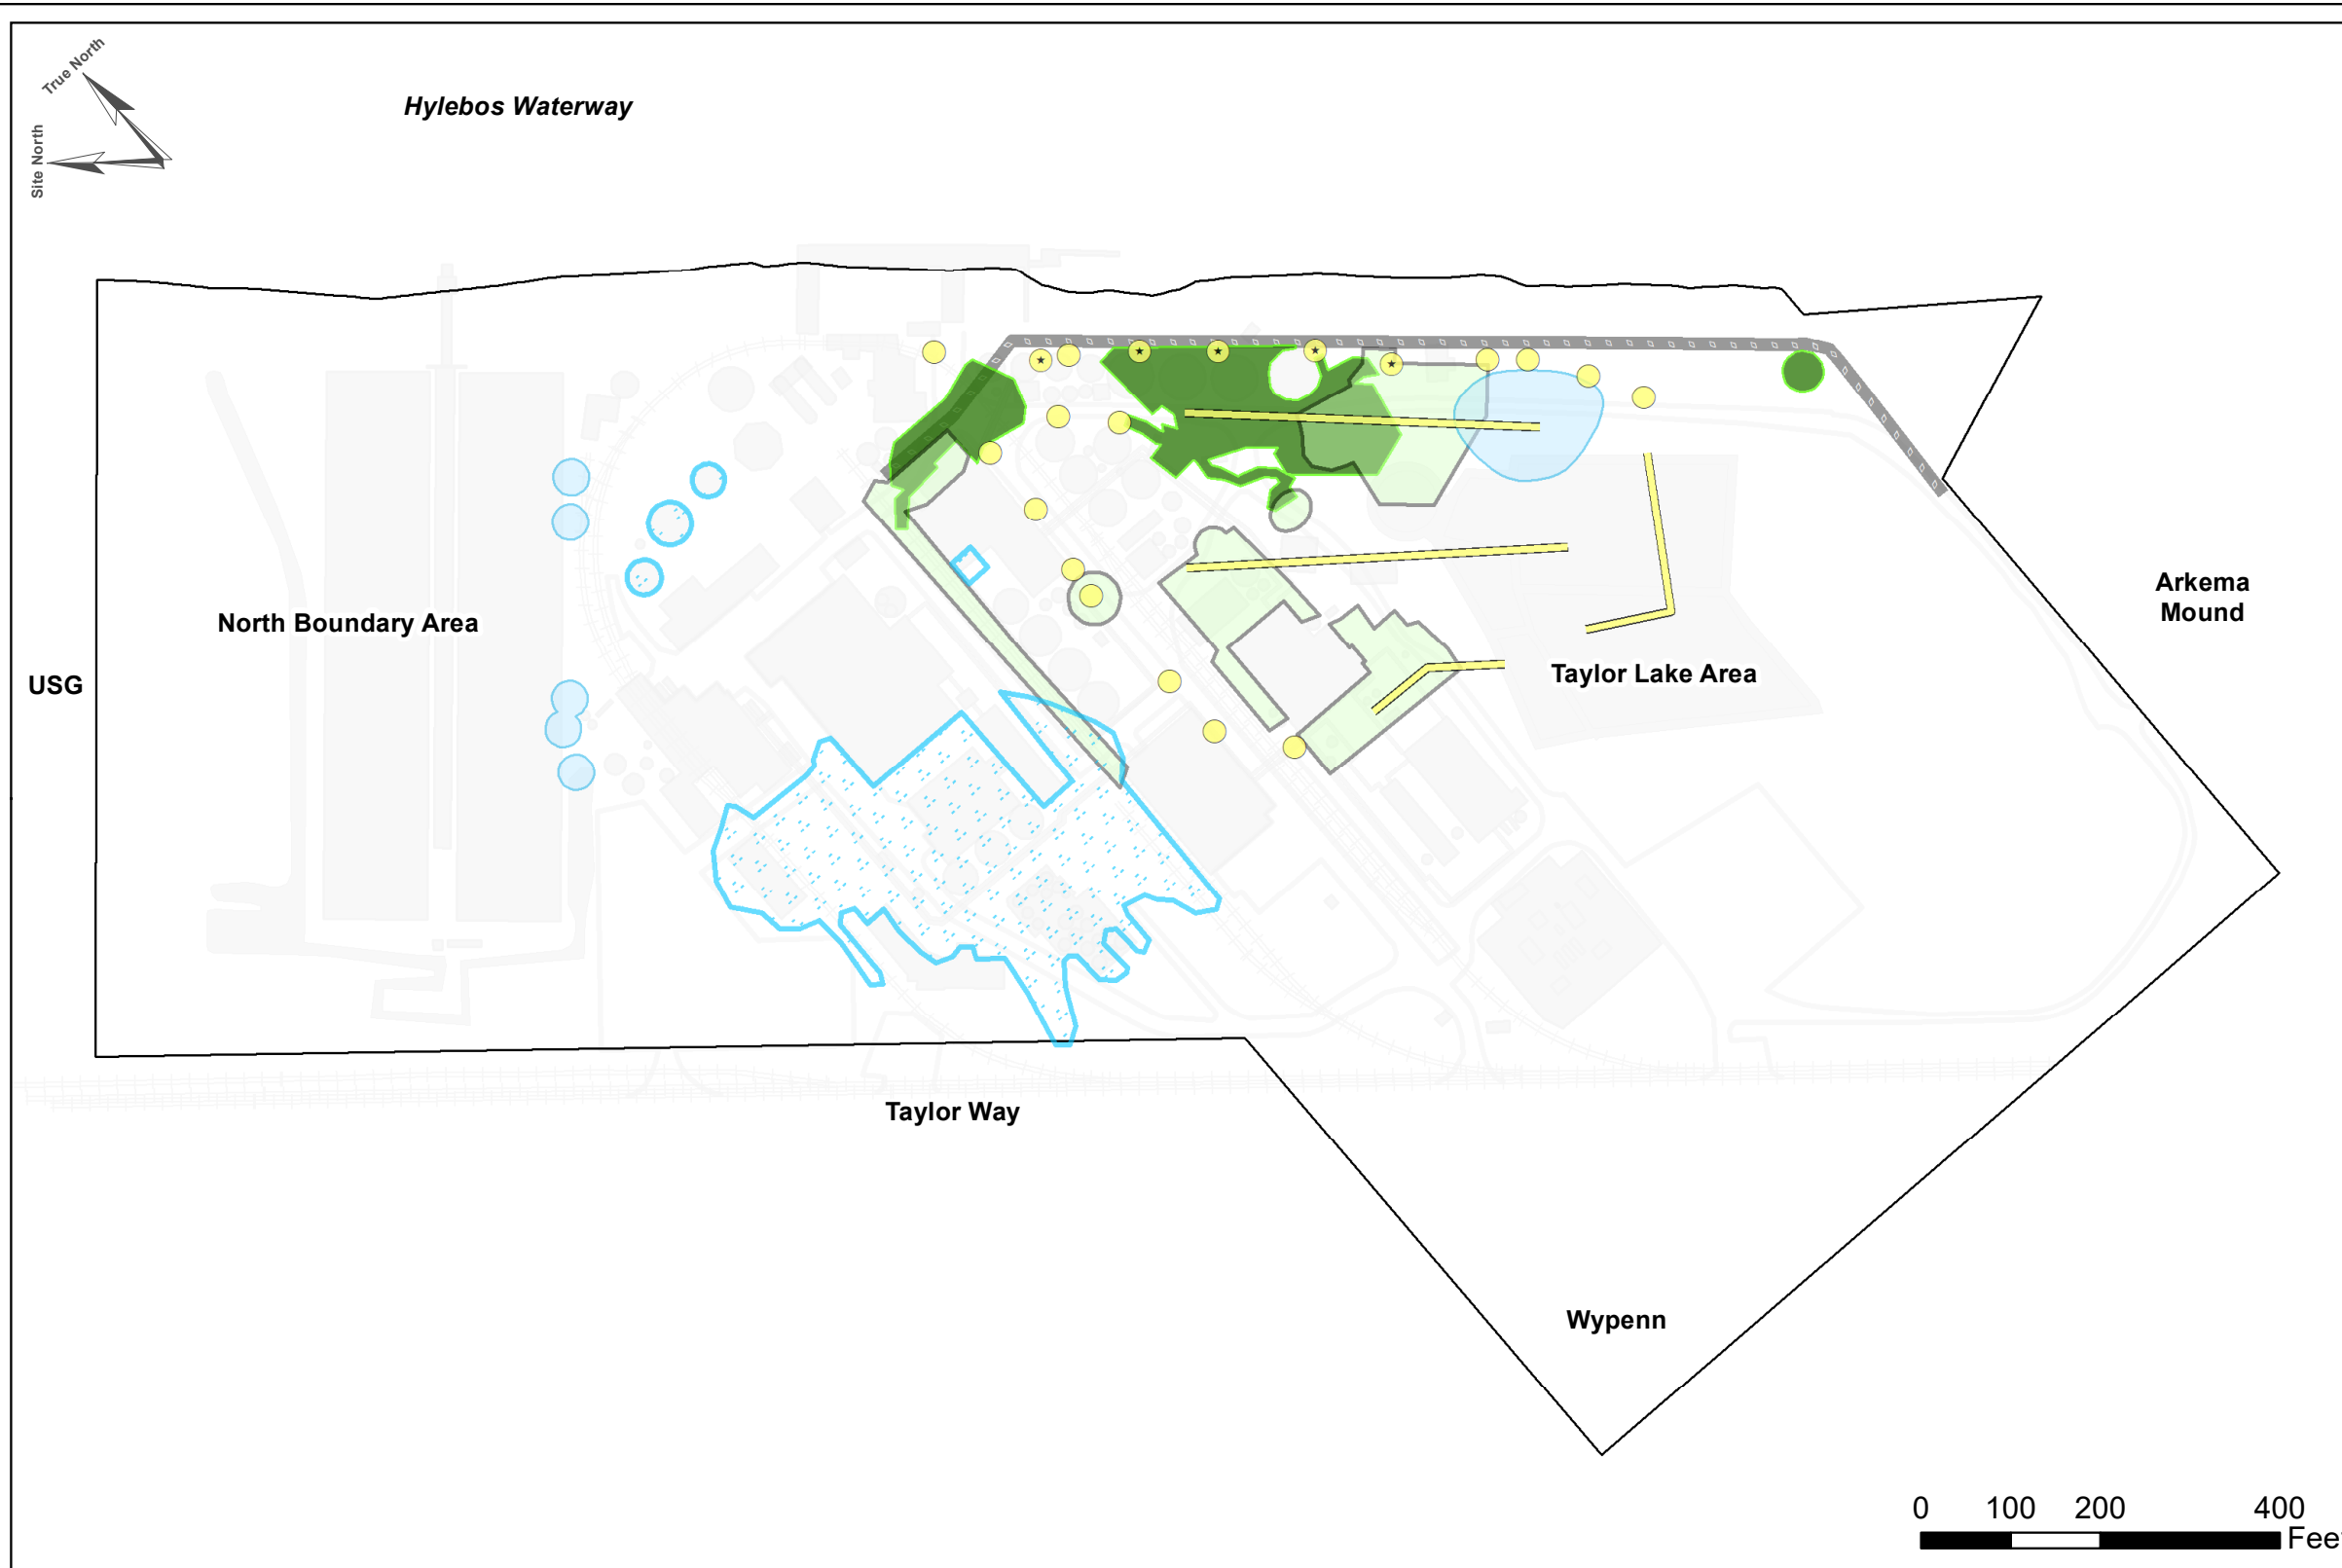 True North
Site North
Hylebos Waterway
North Boundary Area
USG
Arkema
Mound
Taylor Lake Area
Taylor Way
Wypenn
0 100 200 400
Feet